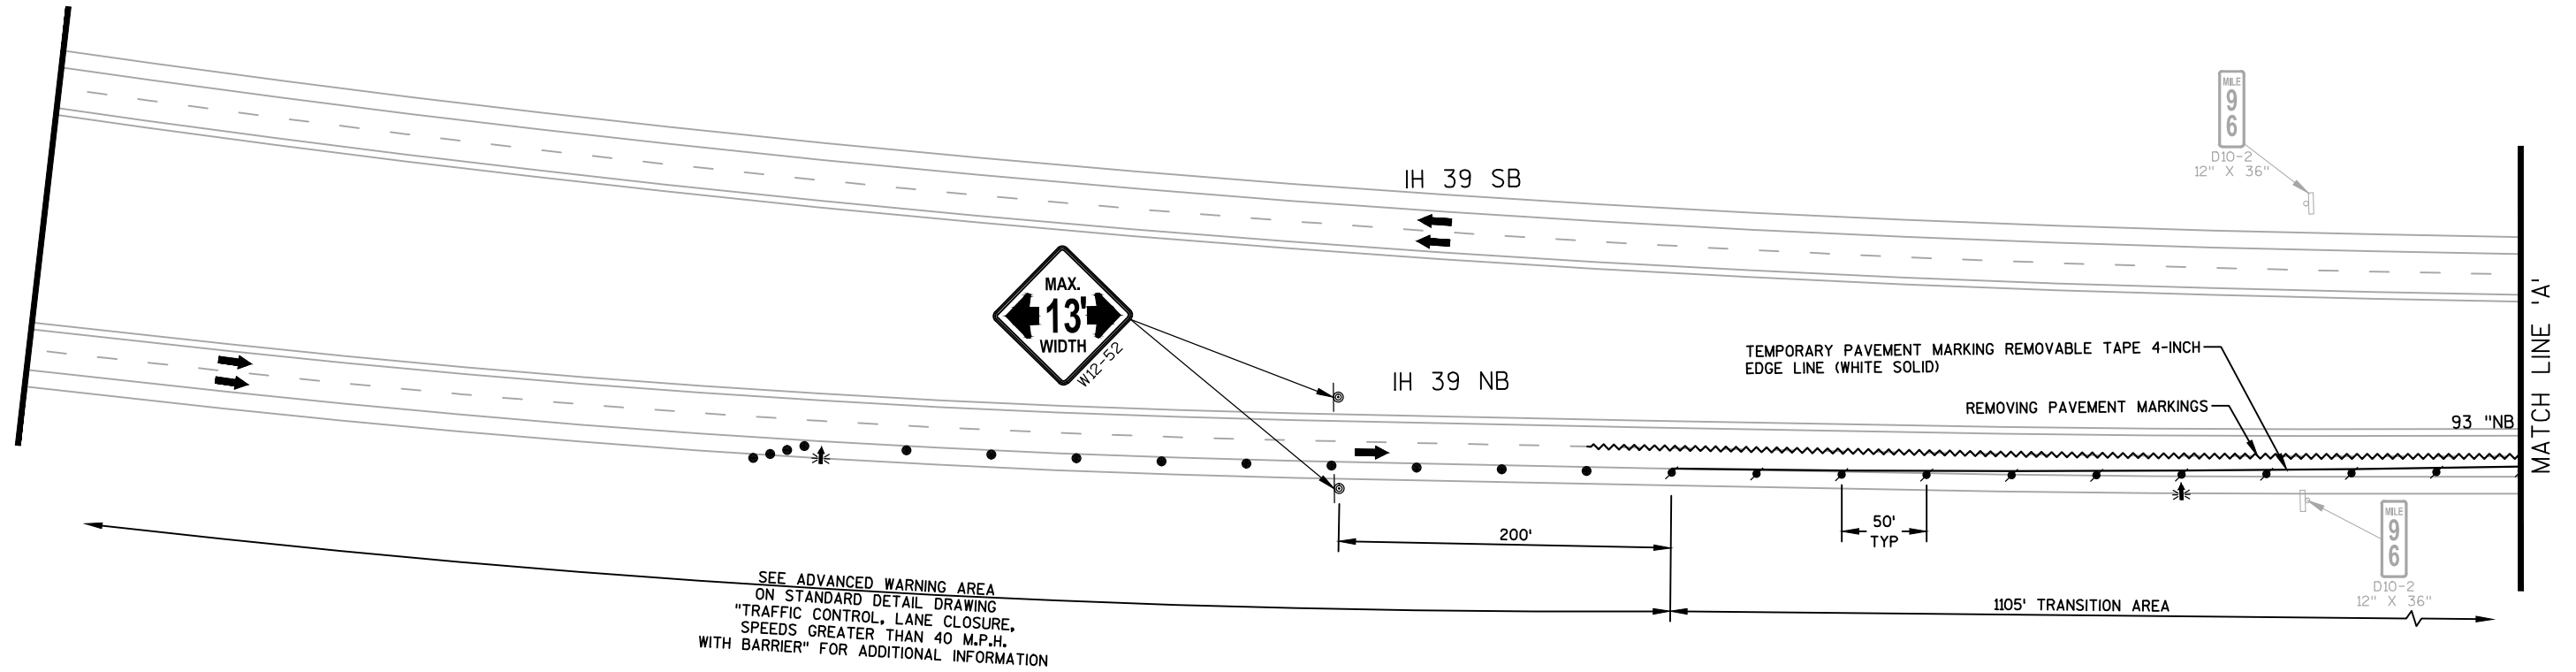 MILE
9
6
D10-2
12" X 36"
IH 39 SB
MAX.
13'
WIDTH
W12-52
IH 39 NB
TEMPORARY PAVEMENT MARKING REMOVABLE TAPE 4-INCH
EDGE LINE (WHITE SOLID)
REMOVING PAVEMENT MARKINGS
93 "NB
MATCH LINE 'A'
200'
50'
TYP
MILE
9
6
D10-2
12" X 36"
SEE ADVANCED WARNING AREA
ON STANDARD DETAIL DRAWING
"TRAFFIC CONTROL, LANE CLOSURE,
SPEEDS GREATER THAN 40 M.P.H.
WITH BARRIER" FOR ADDITIONAL INFORMATION
1105' TRANSITION AREA